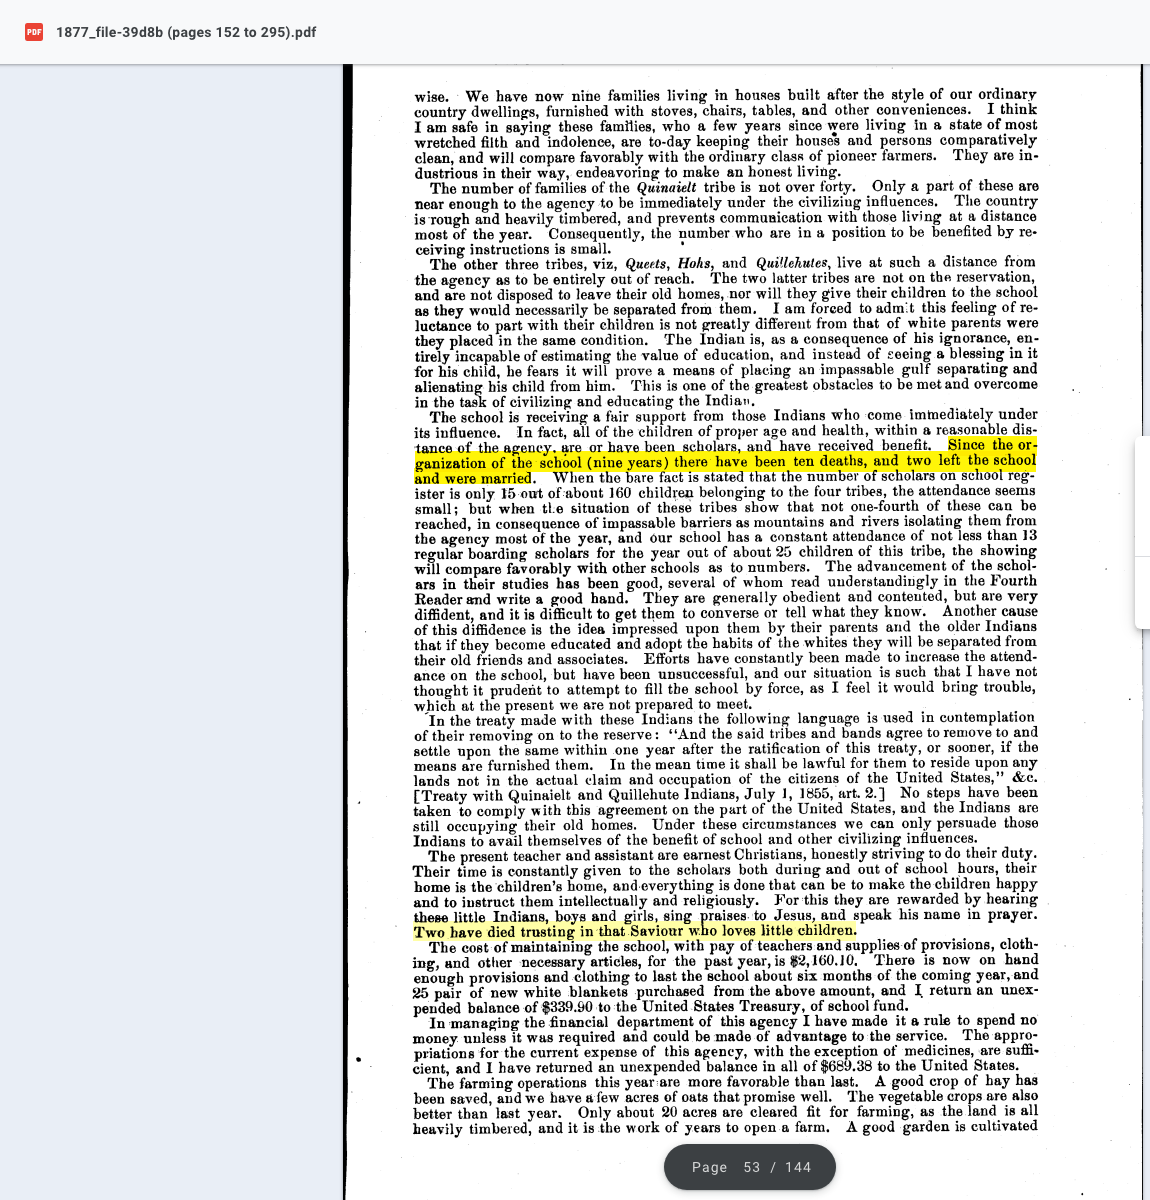 PDF 1877_file-39d8b (pages 152 to 295).pdf
wise. We have now nine families living in houses built after the style of our ordinary
country dwellings, furnished with stoves, chairs, tables, and other conveniences. I think
I am safe in saying these families, who a few years since were living in a state of most
wretched filth and indolence, are to-day keeping their houses and persons comparatively
clean, and will compare favorably with the ordinary class of pioneer farmers. They are in-
dustrious in their way, endeavoring to make an honest living.
The number of families of the Quinaielt tribe is not over forty. Only a part of these are
near enough to the agency to be immediately under the civilizing influences. The country
is rough and heavily timbered, and prevents communication with those living at a distance
most of the year. Consequently, the number who are in a position to be benefited by re-
ceiving instructions is small.
The other three tribes, viz, Queets, Hohs, and Quillehutes, live at such a distance from
the agency as to be entirely out of reach. The two latter tribes are not on the reservation,
and are not disposed to leave their old homes, nor will they give their children to the school
as they would necessarily be separated from them. I am forced to admit this feeling of re-
luctance to part with their children is not greatly different from that of white parents were
they placed in the same condition. The Indian is, as a consequence of his ignorance, en-
tirely incapable of estimating the value of education, and instead of seeing a blessing in it
for his child, he fears it will prove a means of placing an impassable gulf separating and
alienating his child from him. This is one of the greatest obstacles to be met and overcome
in the task of civilizing and educating the Indian.
The school is receiving a fair support from those Indians who come immediately under
its influence. In fact, all of the children of proper age and health, within a reasonable dis-
tance of the agency, are or have been scholars, and have received benefit. Since the or-
ganization of the school (nine years) there have been ten deaths, and two left the school
and were married. When the bare fact is stated that the number of scholars on school reg-
ister is only 15 out of about 160 children belonging to the four tribes, the attendance seems
small; but when the situation of these tribes show that not one-fourth of these can be
reached, in consequence of impassable barriers as mountains and rivers isolating them from
the agency most of the year, and our school has a constant attendance of not less than 13
regular boarding scholars for the year out of about 25 children of this tribe, the showing
will compare favorably with other schools as to numbers. The advancement of the schol-
ars in their studies has been good, several of whom read understandingly in the Fourth
Reader and write a good hand. They are generally obedient and contented, but are very
diffident, and it is difficult to get them to converse or tell what they know. Another cause
of this diffidence is the idea impressed upon them by their parents and the older Indians
that if they become educated and adopt the habits of the whites they will be separated from
their old friends and associates. Efforts have constantly been made to increase the attend-
ance on the school, but have been unsuccessful, and our situation is such that I have not
thought it prudent to attempt to fill the school by force, as I feel it would bring trouble,
which at the present we are not prepared to meet.
In the treaty made with these Indians the following language is used in contemplation
of their removing on to the reserve: "And the said tribes and bands agree to remove to and
settle upon the same within one year after the ratification of this treaty, or sooner, if the
means are furnished them. In the mean time it shall be lawful for them to reside upon any
lands not in the actual claim and occupation of the citizens of the United States," &c.
[Treaty with Quinaielt and Quillehute Indians, July 1, 1855, art. 2.] No steps have been
taken to comply with this agreement on the part of the United States, and the Indians are
still occupying their old homes. Under these circumstances we can only persuade those
Indians to avail themselves of the benefit of school and other civilizing influences.
The present teacher and assistant are earnest Christians, honestly striving to do their duty.
Their time is constantly given to the scholars both during and out of school hours, their
home is the children's home, and everything is done that can be to make the children happy
and to instruct them intellectually and religiously. For this they are rewarded by hearing
these little Indians, boys and girls, sing praises to Jesus, and speak his name in prayer.
Two have died trusting in that Saviour who loves little children.
The cost of maintaining the school, with pay of teachers and supplies of provisions, cloth-
ing, and other necessary articles, for the past year, is $2,160.10. There is now on hand
enough provisions and clothing to last the school about six months of the coming year, and
25 pair of new white blankets purchased from the above amount, and I return an unex-
pended balance of $339.90 to the United States Treasury, of school fund.
In managing the financial department of this agency I have made it a rule to spend no
money unless it was required and could be made of advantage to the service. The appro-
priations for the current expense of this agency, with the exception of medicines, are suffi-
cient, and I have returned an unexpended balance in all of $689.38 to the United States.
The farming operations this year are more favorable than last. A good crop of hay has
been saved, and we have a few acres of oats that promise well. The vegetable crops are also
better than last year. Only about 20 acres are cleared fit for farming, as the land is all
heavily timbered, and it is the work of years to open a farm. A good garden is cultivated
Page 53 / 144